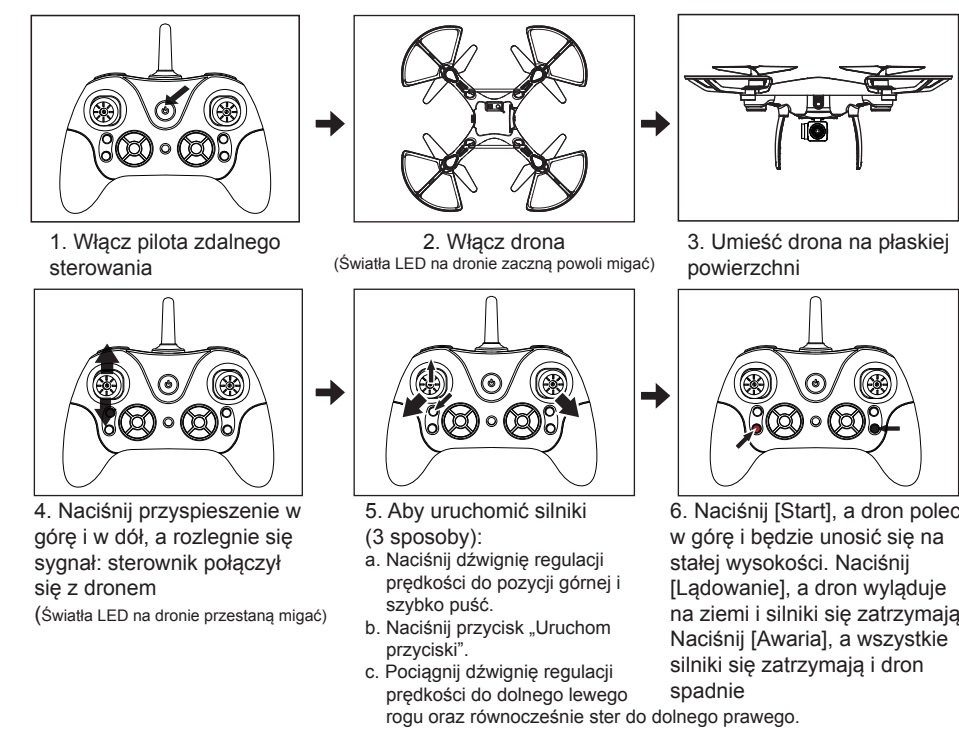 1. Włącz pilota zdalnego
sterowania
2. Włącz drona
(Światła LED na dronie zaczną powoli migać)
3. Umieść drona na płaskiej
powierzchni
4. Naciśnij przyspieszenie w
górę i w dół, a rozlegnie się
sygnał: sterownik połączył
się z dronem
(Światła LED na dronie przestaną migać)
5. Aby uruchomić silniki
(3 sposoby):
a. Naciśnij dźwignię regulacji
prędkości do pozycji górnej i
szybko puść.
b. Naciśnij przycisk „Uruchom
przyciski”.
c. Pociągnij dźwignię regulacji
prędkości do dolnego lewego
rogu oraz równocześnie ster do dolnego prawego.
6. Naciśnij [Start], a dron polec
w górę i będzie unosić się na
stałej wysokości. Naciśnij
[Lądowanie], a dron wyląduje
na ziemi i silniki się zatrzymają
Naciśnij [Awaria], a wszystkie
silniki się zatrzymają i dron
spadnie